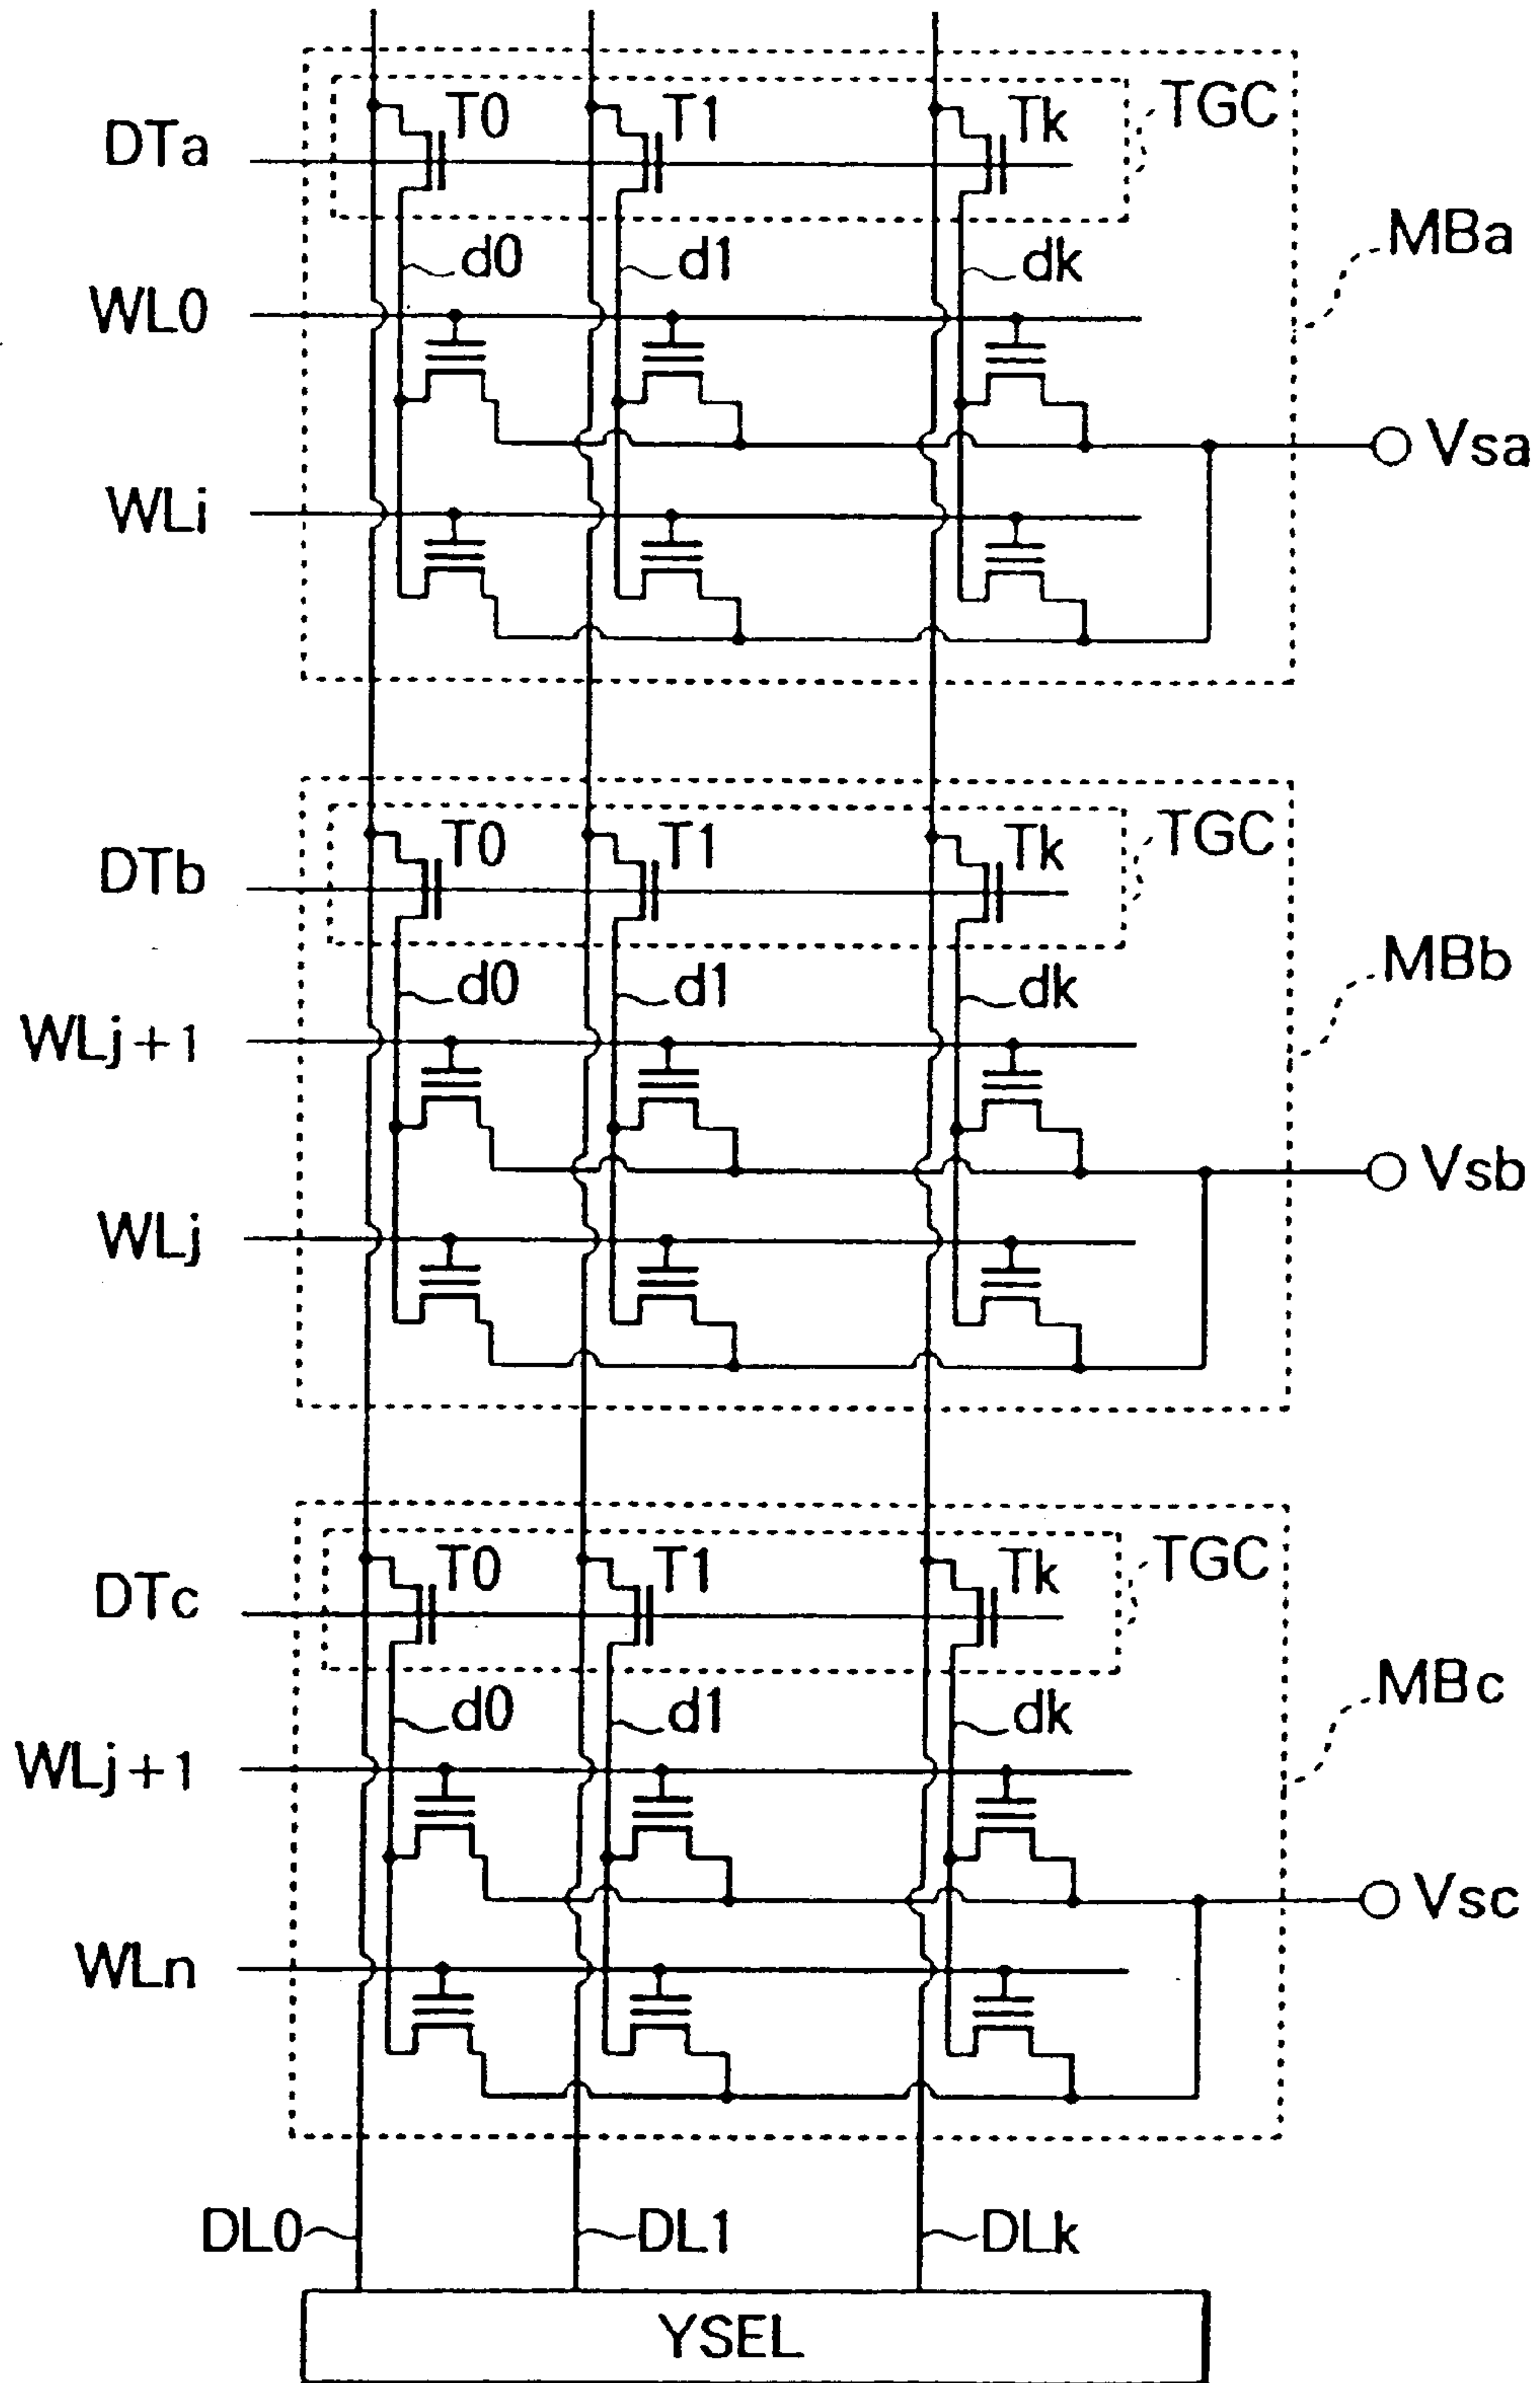 T0 T1 Tk TGC
DTa
MBa
d0 d1 dk
WL0
Vsa
WLi
T0 T1 Tk TGC
DTb
MBb
d0 d1 dk
WLj+1
Vsb
WLj
T0 T1 Tk TGC
DTc
MBc
d0 d1 dk
WLj+1
Vsc
WLn
DL0 DL1 DLk
YSEL